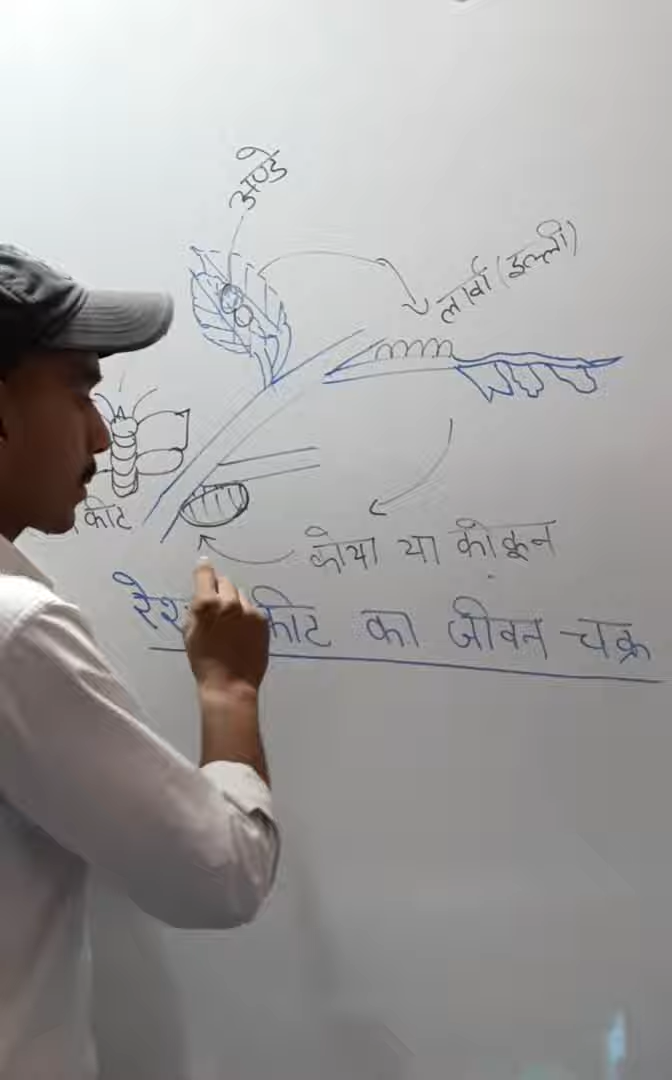 अण्डे
लार्वा (इल्ली)
कीट
कोया या कोकून
कीट का जीवन चक्र